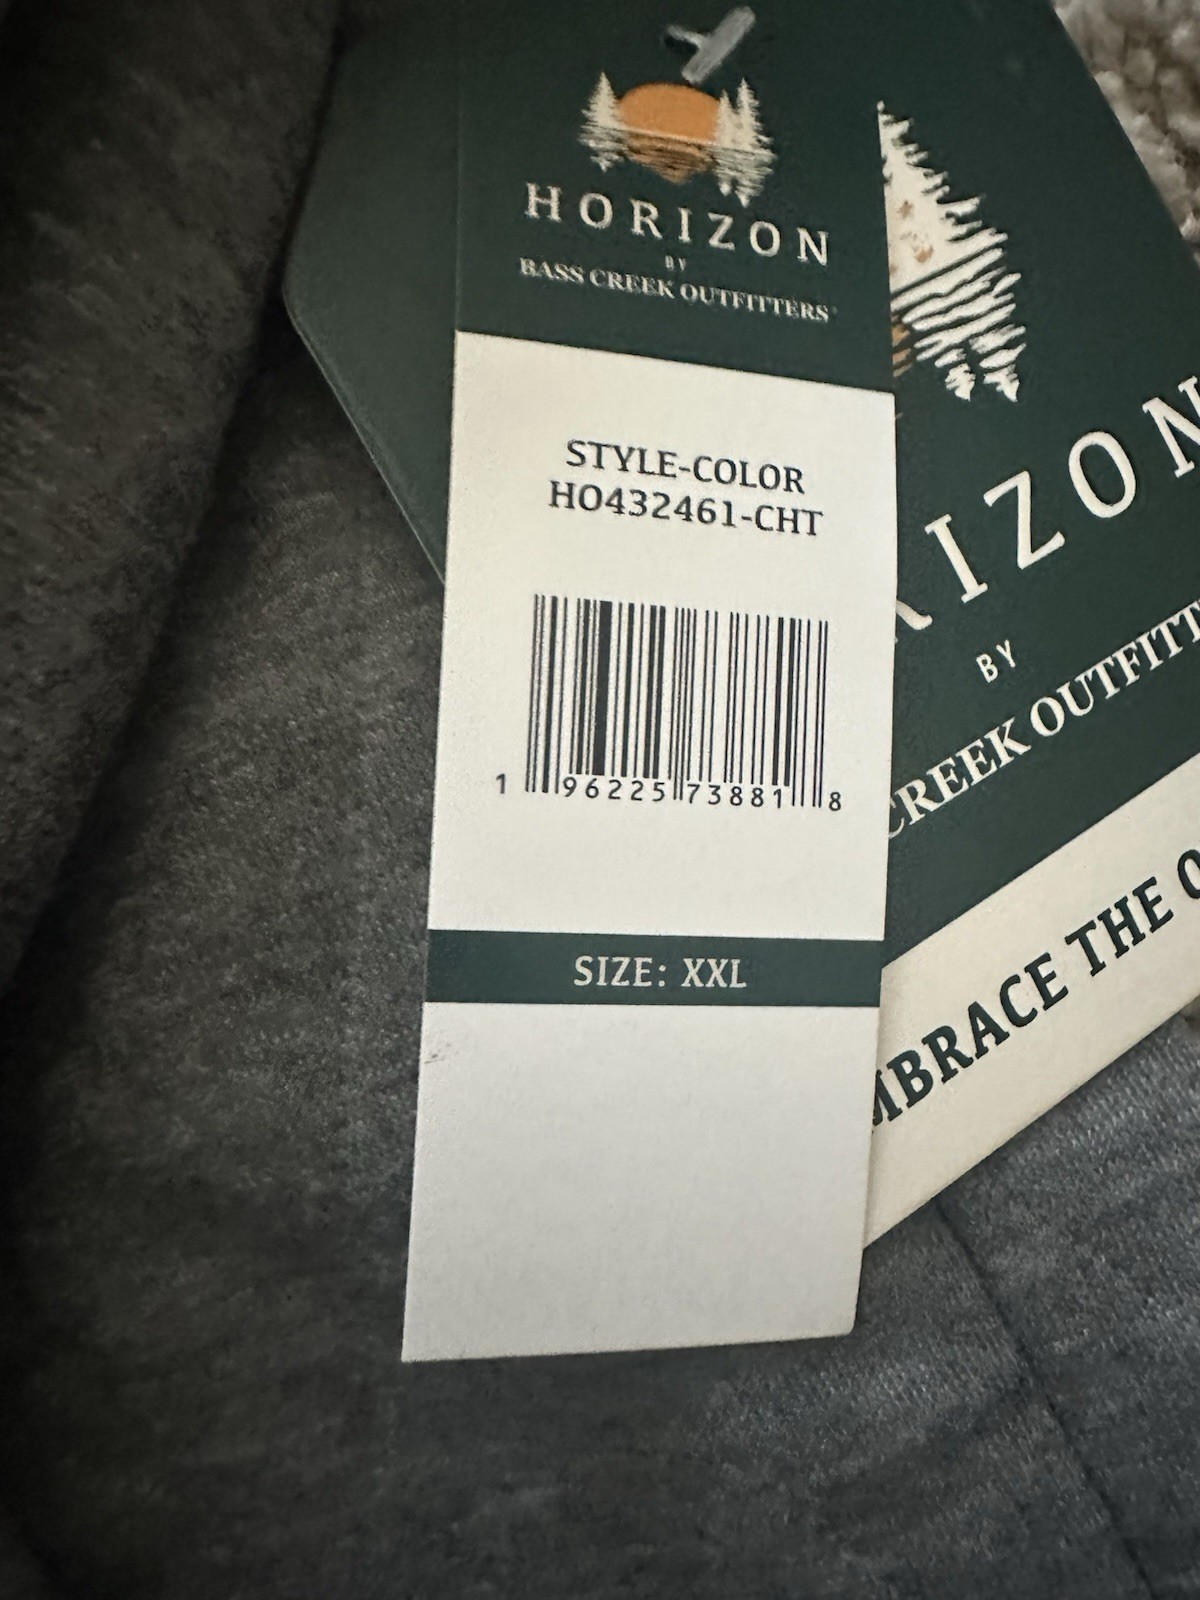 HORIZON
BY
BASS CREEK OUTFITTERS
STYLE-COLOR
HO432461-CHT
1 96225 73881 8
SIZE: XXL
IZON
BY
CREEK OUTFITT
MBRACE THE O